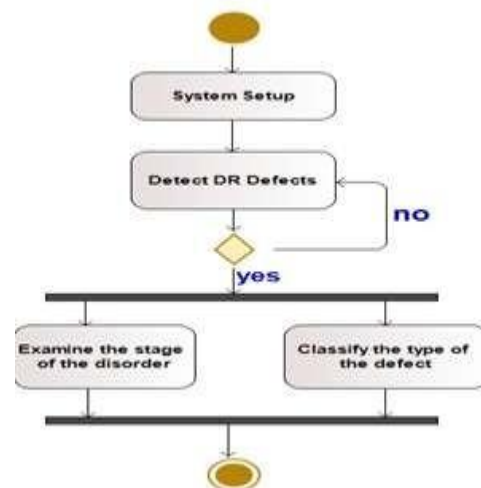 System Setup
Detect DR Defects
no
yes
Examine the stage
of the disorder
Classify the type of
the defect